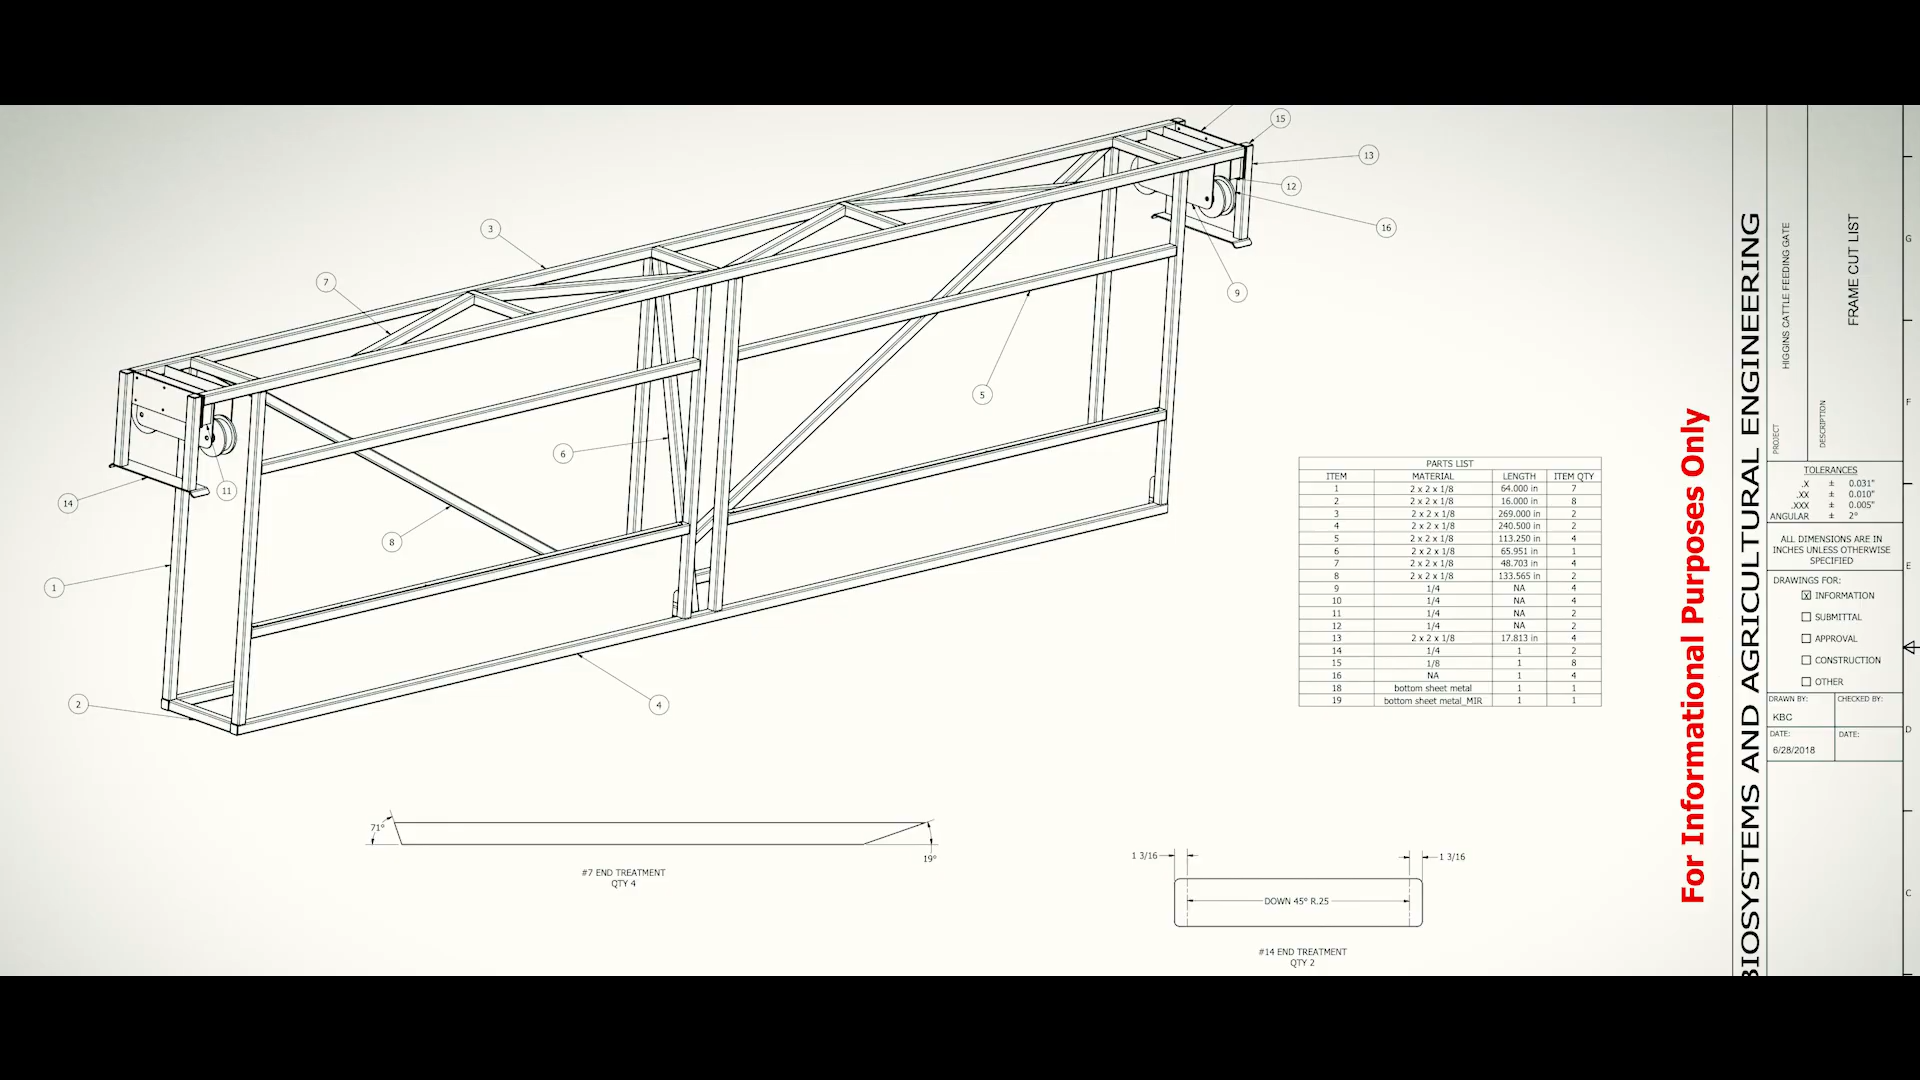 15
13
12
16
3
7
9
5
6
11
14
8
1
2
4
PARTS LIST
ITEM MATERIAL LENGTH ITEM QTY
1 2 x 2 x 1/8 64.000 in 7
2 2 x 2 x 1/8 16.000 in 8
3 2 x 2 x 1/8 269.000 in 2
4 2 x 2 x 1/8 240.500 in 2
5 2 x 2 x 1/8 113.250 in 4
6 2 x 2 x 1/8 65.951 in 1
7 2 x 2 x 1/8 48.703 in 4
8 2 x 2 x 1/8 133.565 in 2
9 1/4 NA 4
10 1/4 NA 4
11 1/4 NA 2
12 1/4 NA 2
13 2 x 2 x 1/8 17.813 in 4
14 1/4 1 2
15 1/8 1 8
16 NA 1 4
18 bottom sheet metal 1 1
19 bottom sheet metal_MIR 1 1
71°
19°
#7 END TREATMENT
QTY 4
1 3/16
1 3/16
DOWN 45° R.25
#14 END TREATMENT
QTY 2
For Informational Purposes Only
BIOSYSTEMS AND AGRICULTURAL ENGINEERING
PROJECT
HIGGINS CATTLE FEEDING GATE
DESCRIPTION
FRAME CUT LIST
TOLERANCES
.X ± 0.031"
.XX ± 0.010"
.XXX ± 0.005"
ANGULAR ± 2°
ALL DIMENSIONS ARE IN
INCHES UNLESS OTHERWISE
SPECIFIED
DRAWINGS FOR:
X INFORMATION
SUBMITTAL
APPROVAL
CONSTRUCTION
OTHER
DRAWN BY: CHECKED BY:
KBC
DATE: DATE:
6/28/2018
G
F
E
D
C